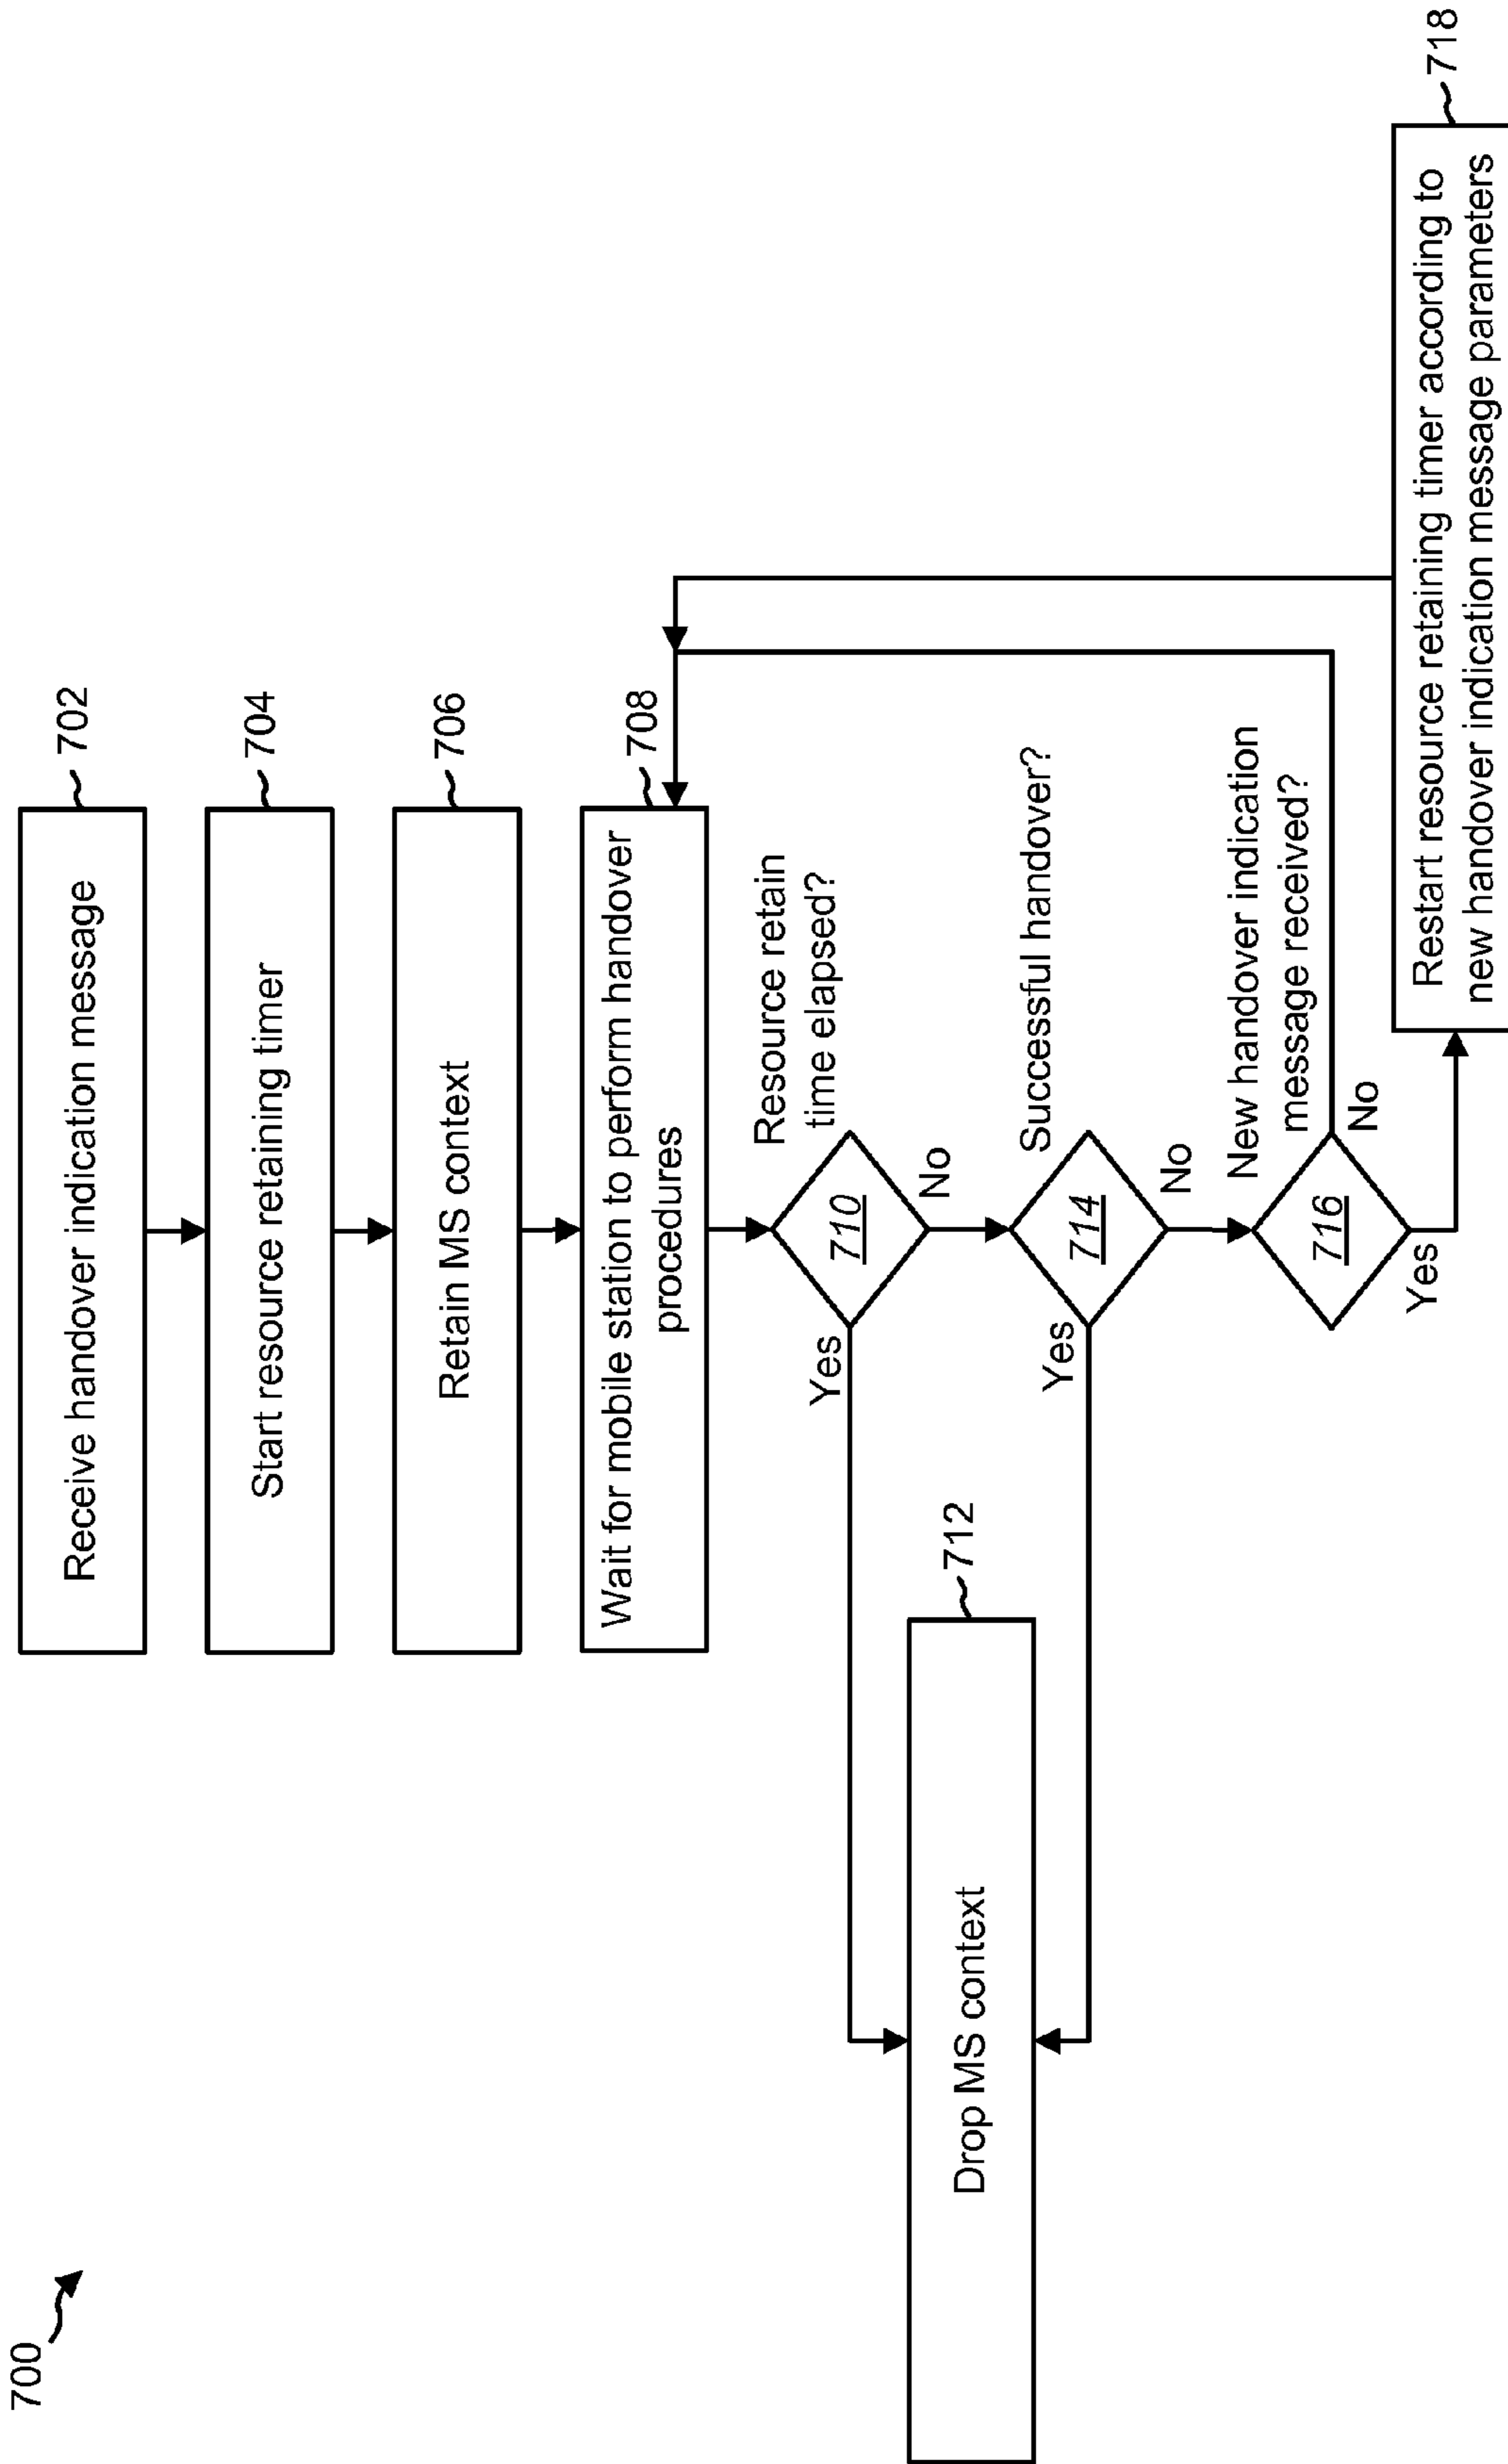 700
Receive handover indication message
702
Start resource retaining timer
704
Retain MS context
706
Wait for mobile station to perform handover
procedures
708
Resource retain
time elapsed?
710
Yes
No
Drop MS context
712
Successful handover?
714
Yes
No
New handover indication
message received?
716
No
Yes
Restart resource retaining timer according to
new handover indication message parameters
718